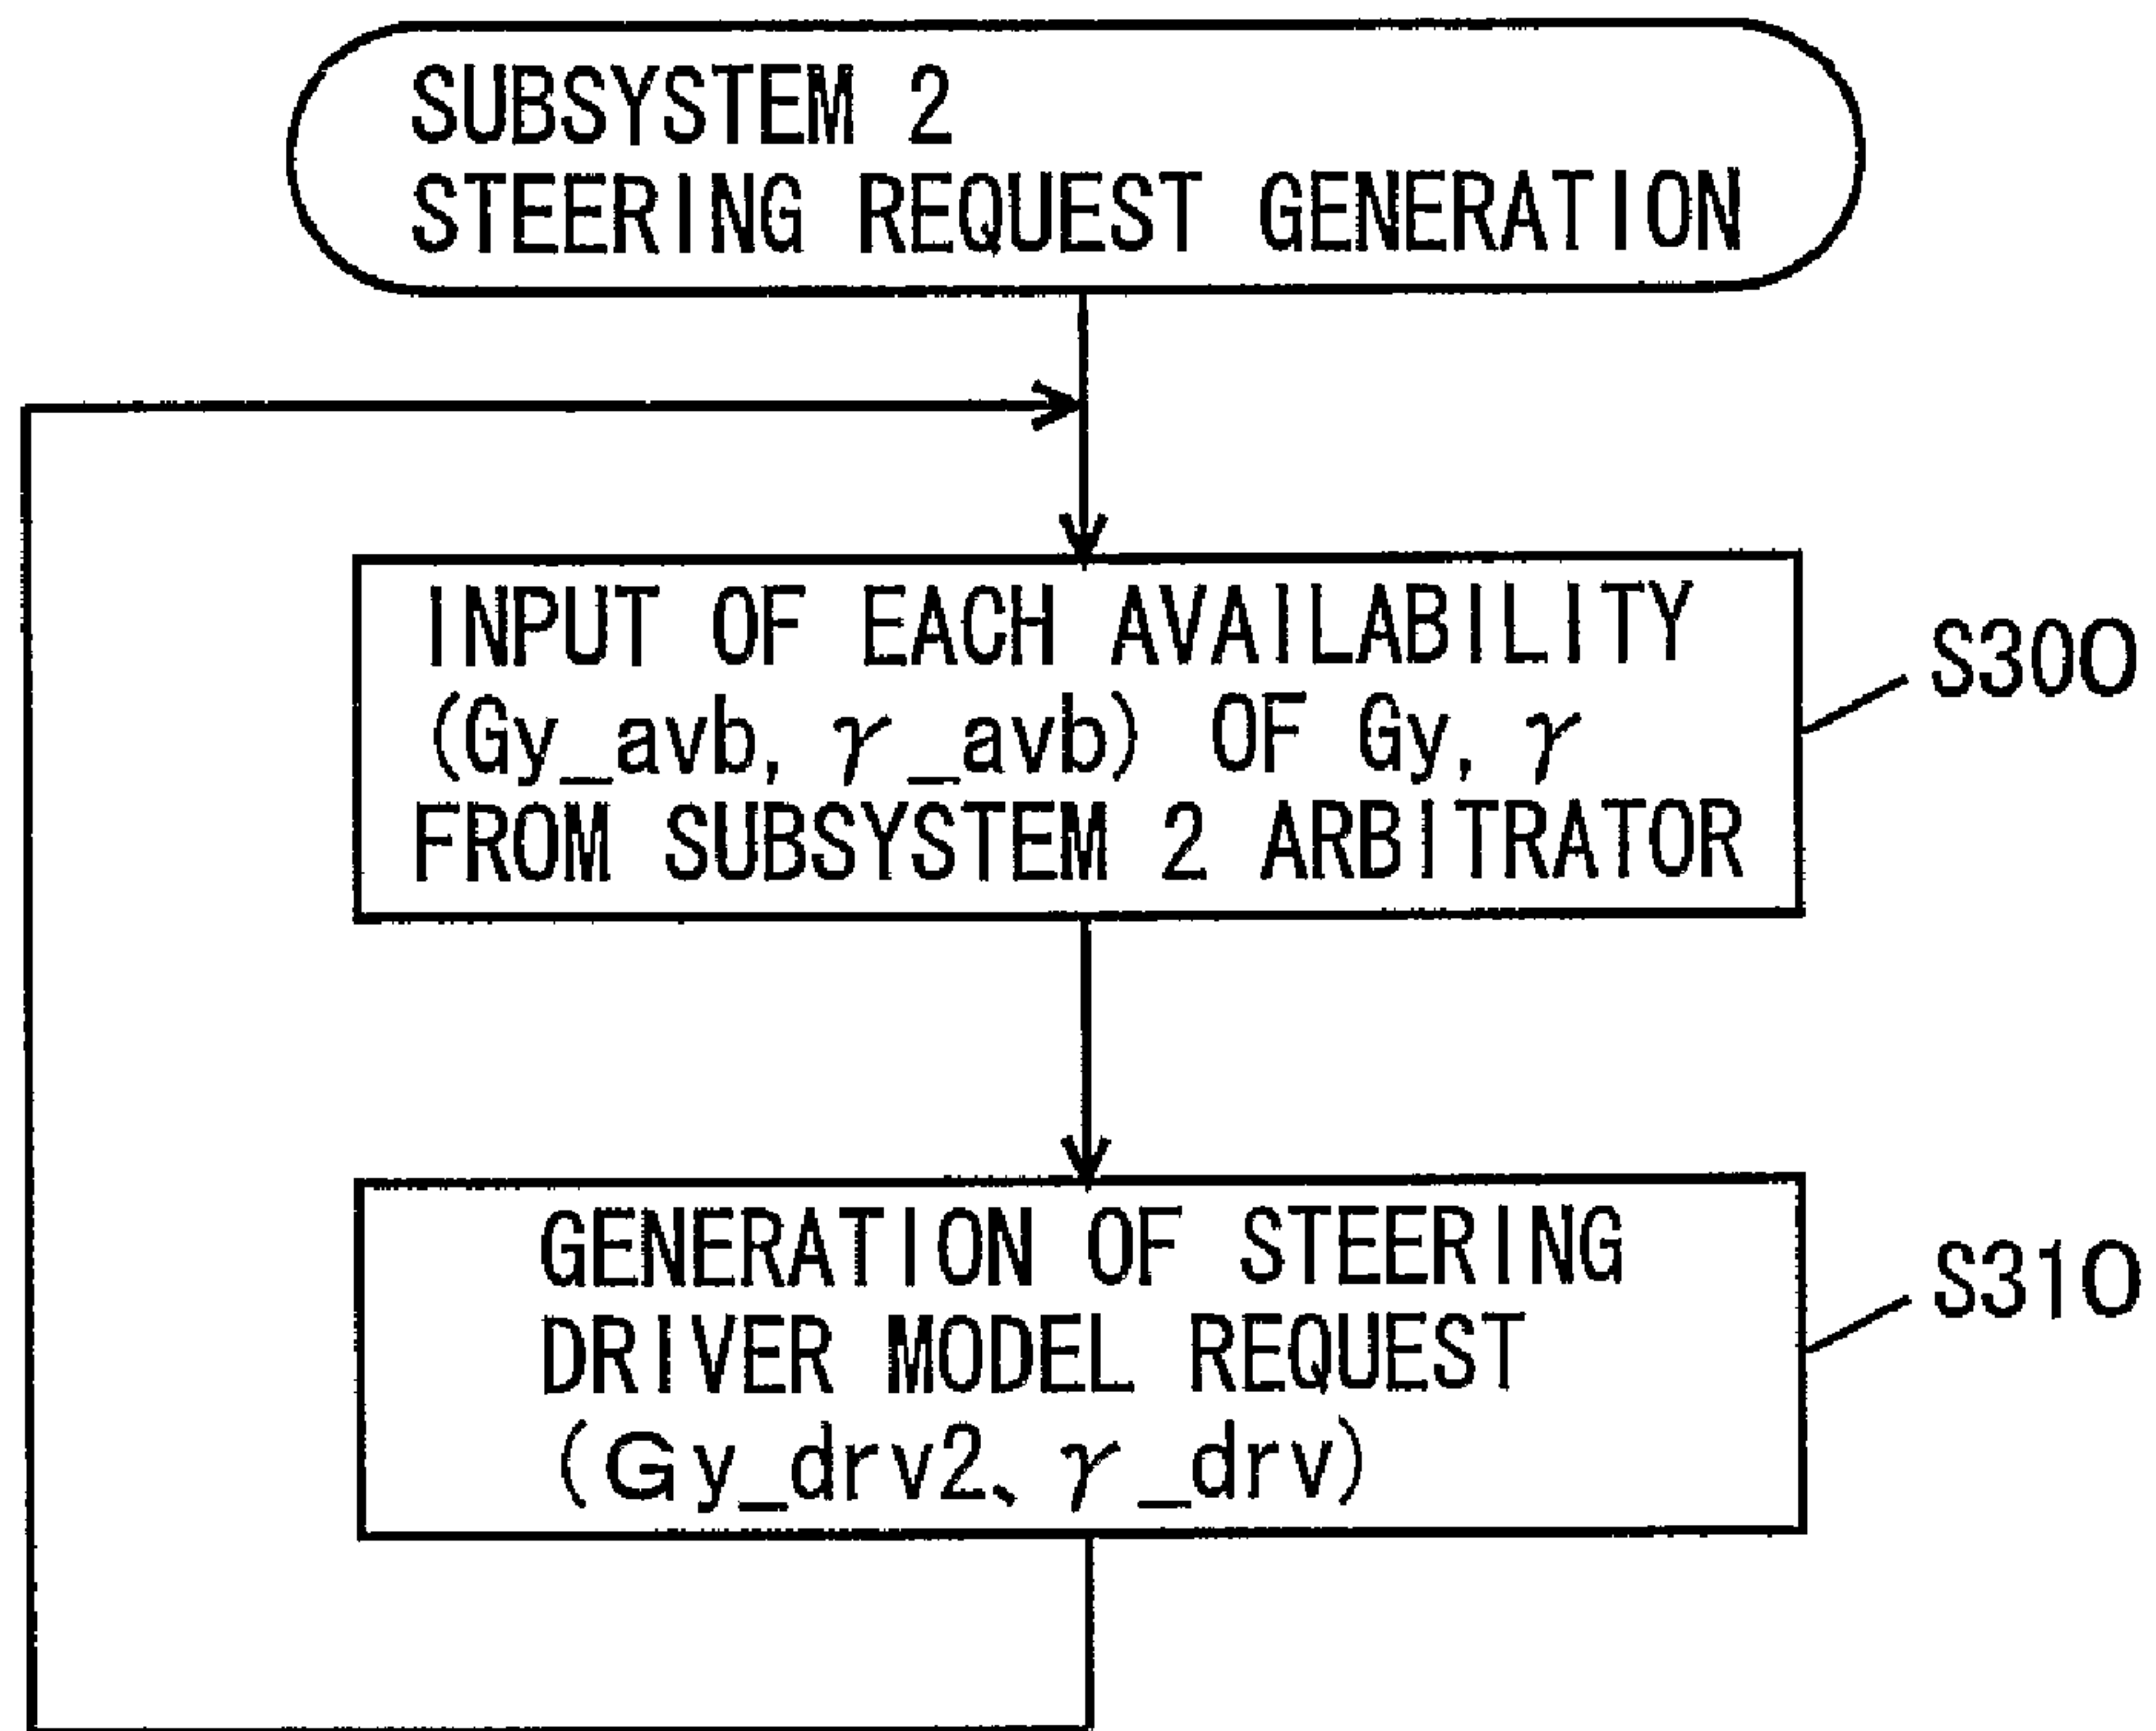 SUBSYSTEM 2
STEERING REQUEST GENERATION
INPUT OF EACH AVAILABILITY
(Gy_avb, γ_avb) OF Gy, γ
FROM SUBSYSTEM 2 ARBITRATOR
S300
GENERATION OF STEERING
DRIVER MODEL REQUEST
(Gy_drv2、γ_drv)
S310